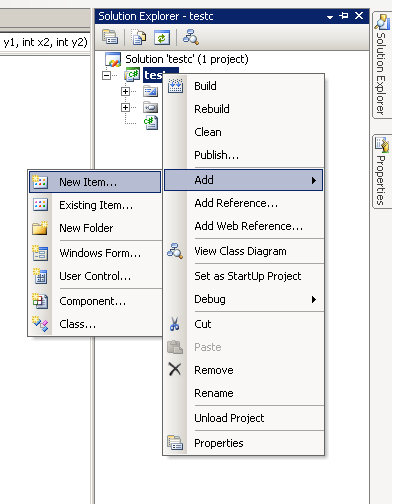 Solution Explorer - testc
y1, int x2, int y2)
Solution 'testc' (1 project)
Build
Rebuild
Clean
Publish...
Add
Add Reference...
Add Web Reference...
View Class Diagram
Set as StartUp Project
Debug
Cut
Paste
Remove
Rename
Unload Project
Properties
New Item...
Existing Item...
New Folder
Windows Form...
User Control...
Component...
Class...
Solution Explorer
Properties